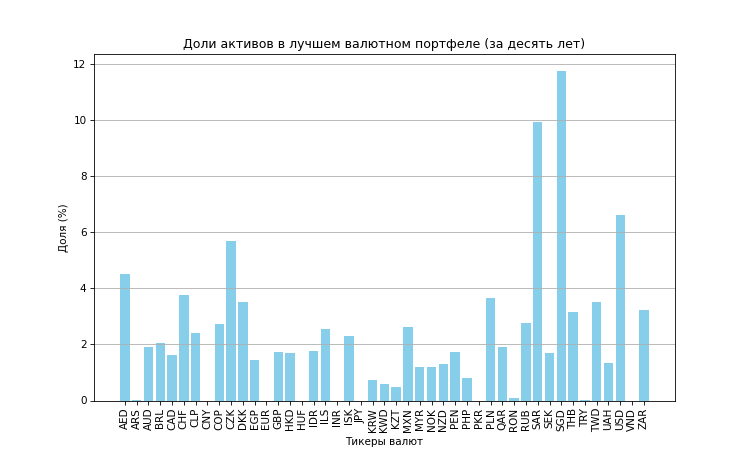 Доли активов в лучшем валютном портфеле (за десять лет)
Доля (%)
12
10
8
6
4
2
0
AED ARS AUD BRL CAD CHF CLP CNY COP CZK DKK EGP EUR GBP HKD HUF IDR ILS INR ISK JPY KRW KWD KZT MXN MYR NOK NZD PEN PHP PKR PLN QAR RON RUB SAR SEK SGD THB TRY TWD UAH USD VND ZAR
Тикеры валют